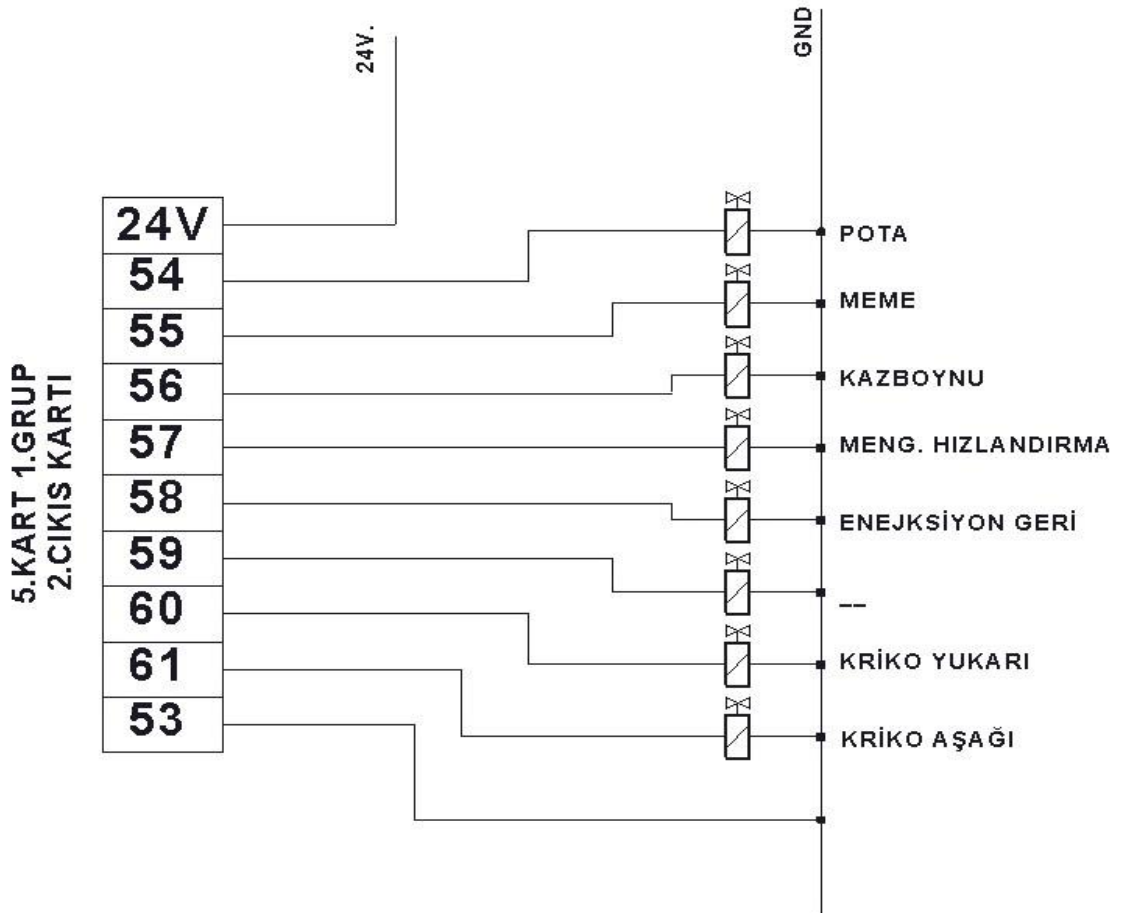 24V.
GND
5.KART 1.GRUP
2.CIKIS KARTI
24V
54
55
56
57
58
59
60
61
53
POTA
MEME
KAZBOYNU
MENG. HIZLANDIRMA
ENEJKSİYON GERİ
--
KRİKO YUKARI
KRİKO AŞAĞI